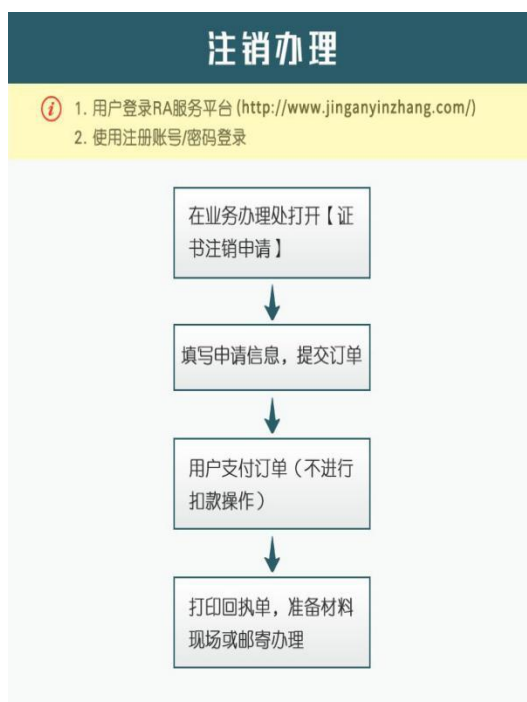 注销办理
1. 用户登录RA服务平台(http://www.jinganyinzhang.com/)
2. 使用注册账号/密码登录
在业务办理处打开【证
书注销申请】
填写申请信息，提交订单
用户支付订单（不进行
扣款操作）
打印回执单，准备材料
现场或邮寄办理